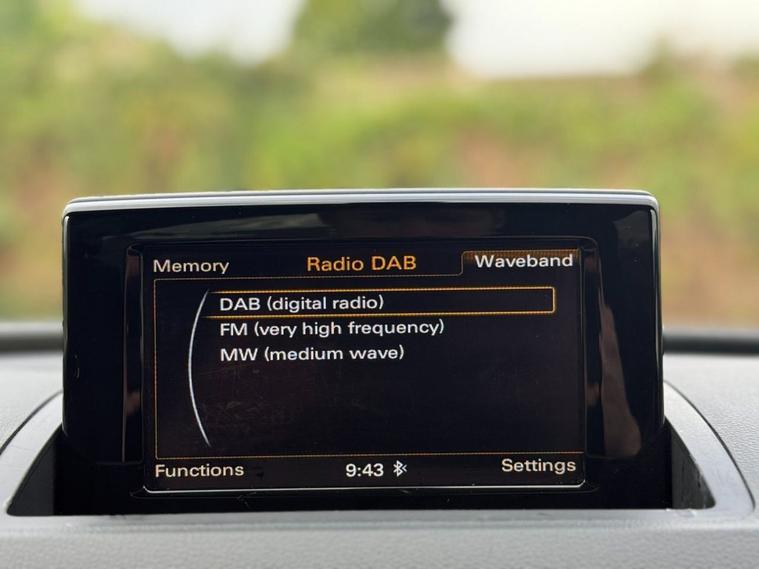 Memory Radio DAB Waveband
DAB (digital radio)
FM (very high frequency)
MW (medium wave)
Functions 9:43 Settings